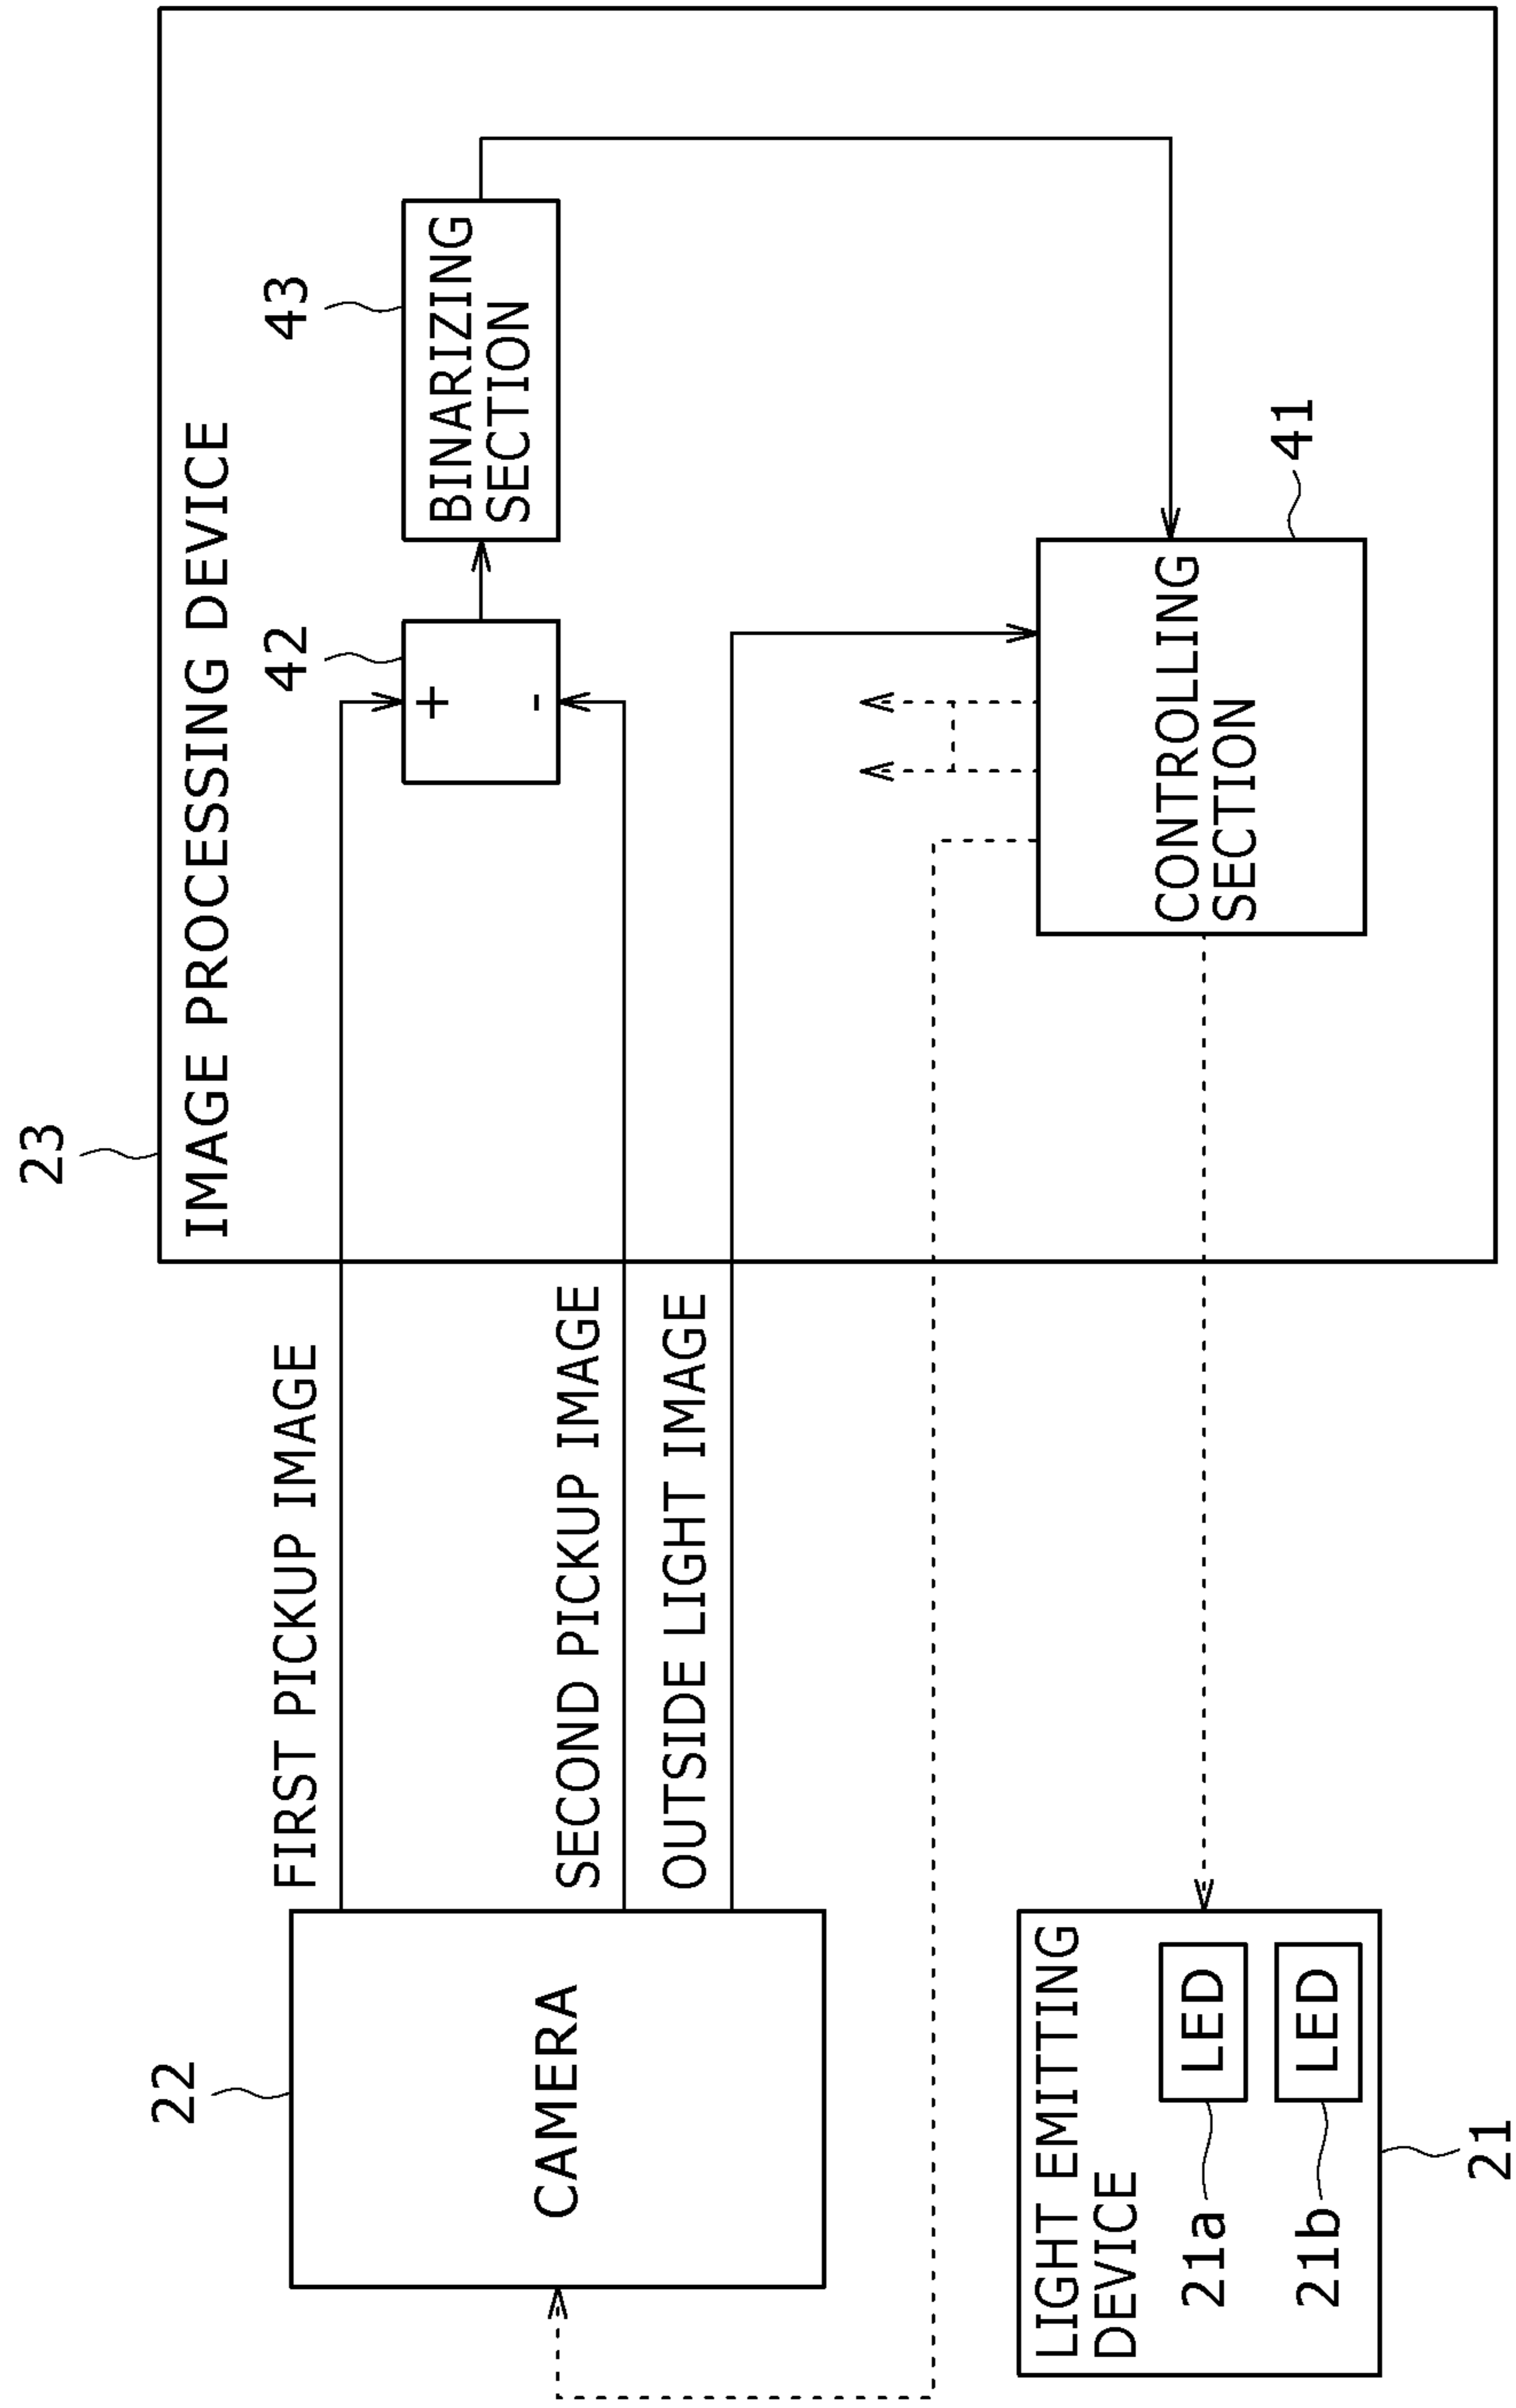 23
IMAGE PROCESSING DEVICE
22
CAMERA
FIRST PICKUP IMAGE
42
+
-
43
BINARIZING
SECTION
SECOND PICKUP IMAGE
OUTSIDE LIGHT IMAGE
LIGHT EMITTING
DEVICE
21a
LED
21b
LED
21
CONTROLLING
SECTION
41